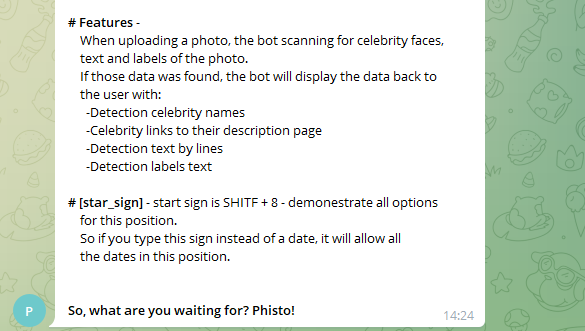 # Features -
When uploading a photo, the bot scanning for celebrity faces,
text and labels of the photo.
If those data was found, the bot will display the data back to
the user with:
-Detection celebrity names
-Celebrity links to their description page
-Detection text by lines
-Detection labels text
# [star_sign] - start sign is SHITF + 8 - demonestrate all options
for this position.
So if you type this sign instead of a date, it will allow all
the dates in this position.
So, what are you waiting for? Phisto!
P
14:24